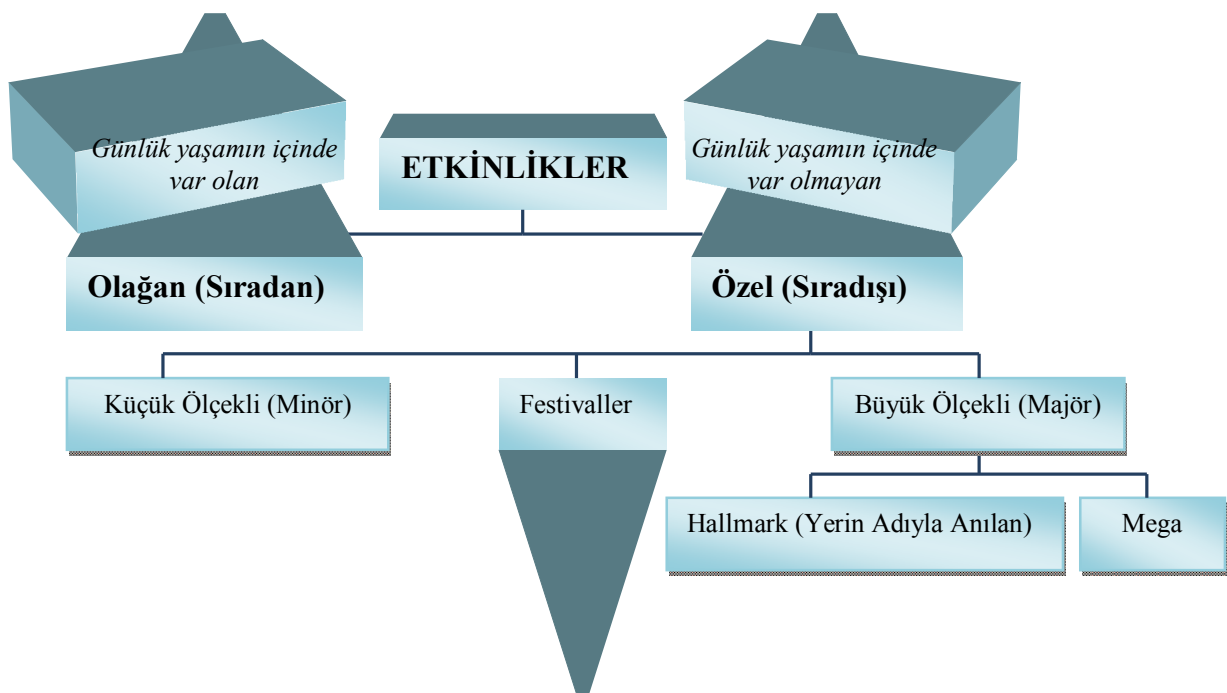 Günlük yaşamın içinde
var olan
ETKİNLİKLER
Günlük yaşamın içinde
var olmayan
Olağan (Sıradan)
Özel (Sıradışı)
Küçük Ölçekli (Minör)
Festivaller
Büyük Ölçekli (Majör)
Hallmark (Yerin Adıyla Anılan)
Mega